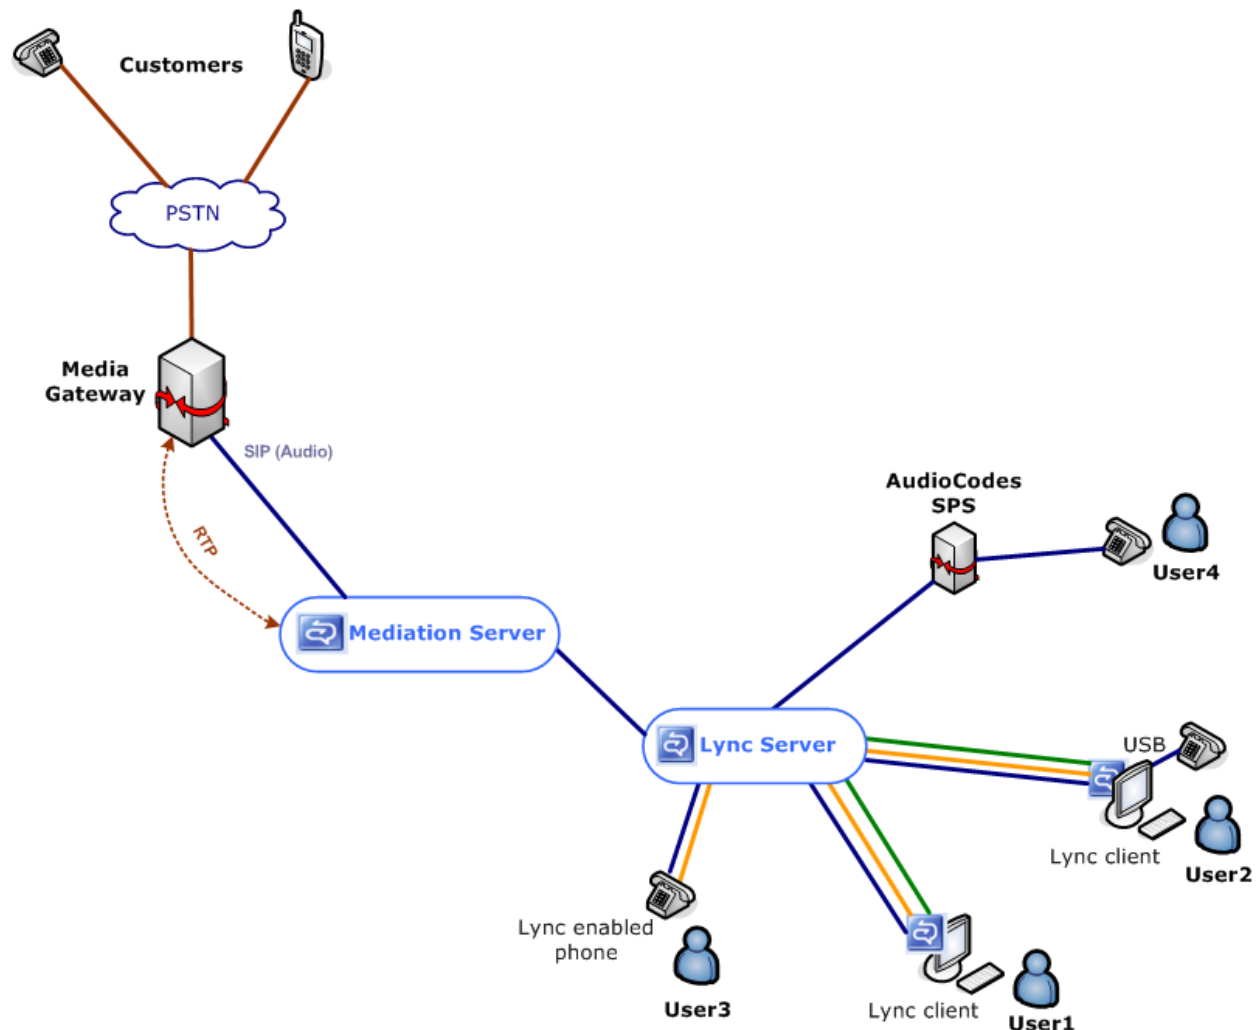 Customers
PSTN
Media
Gateway
SIP (Audio)
RTP
AudioCodes
SPS
User4
Mediation Server
Lync Server
USB
Lync client
User2
Lync enabled
phone
User3
Lync client
User1